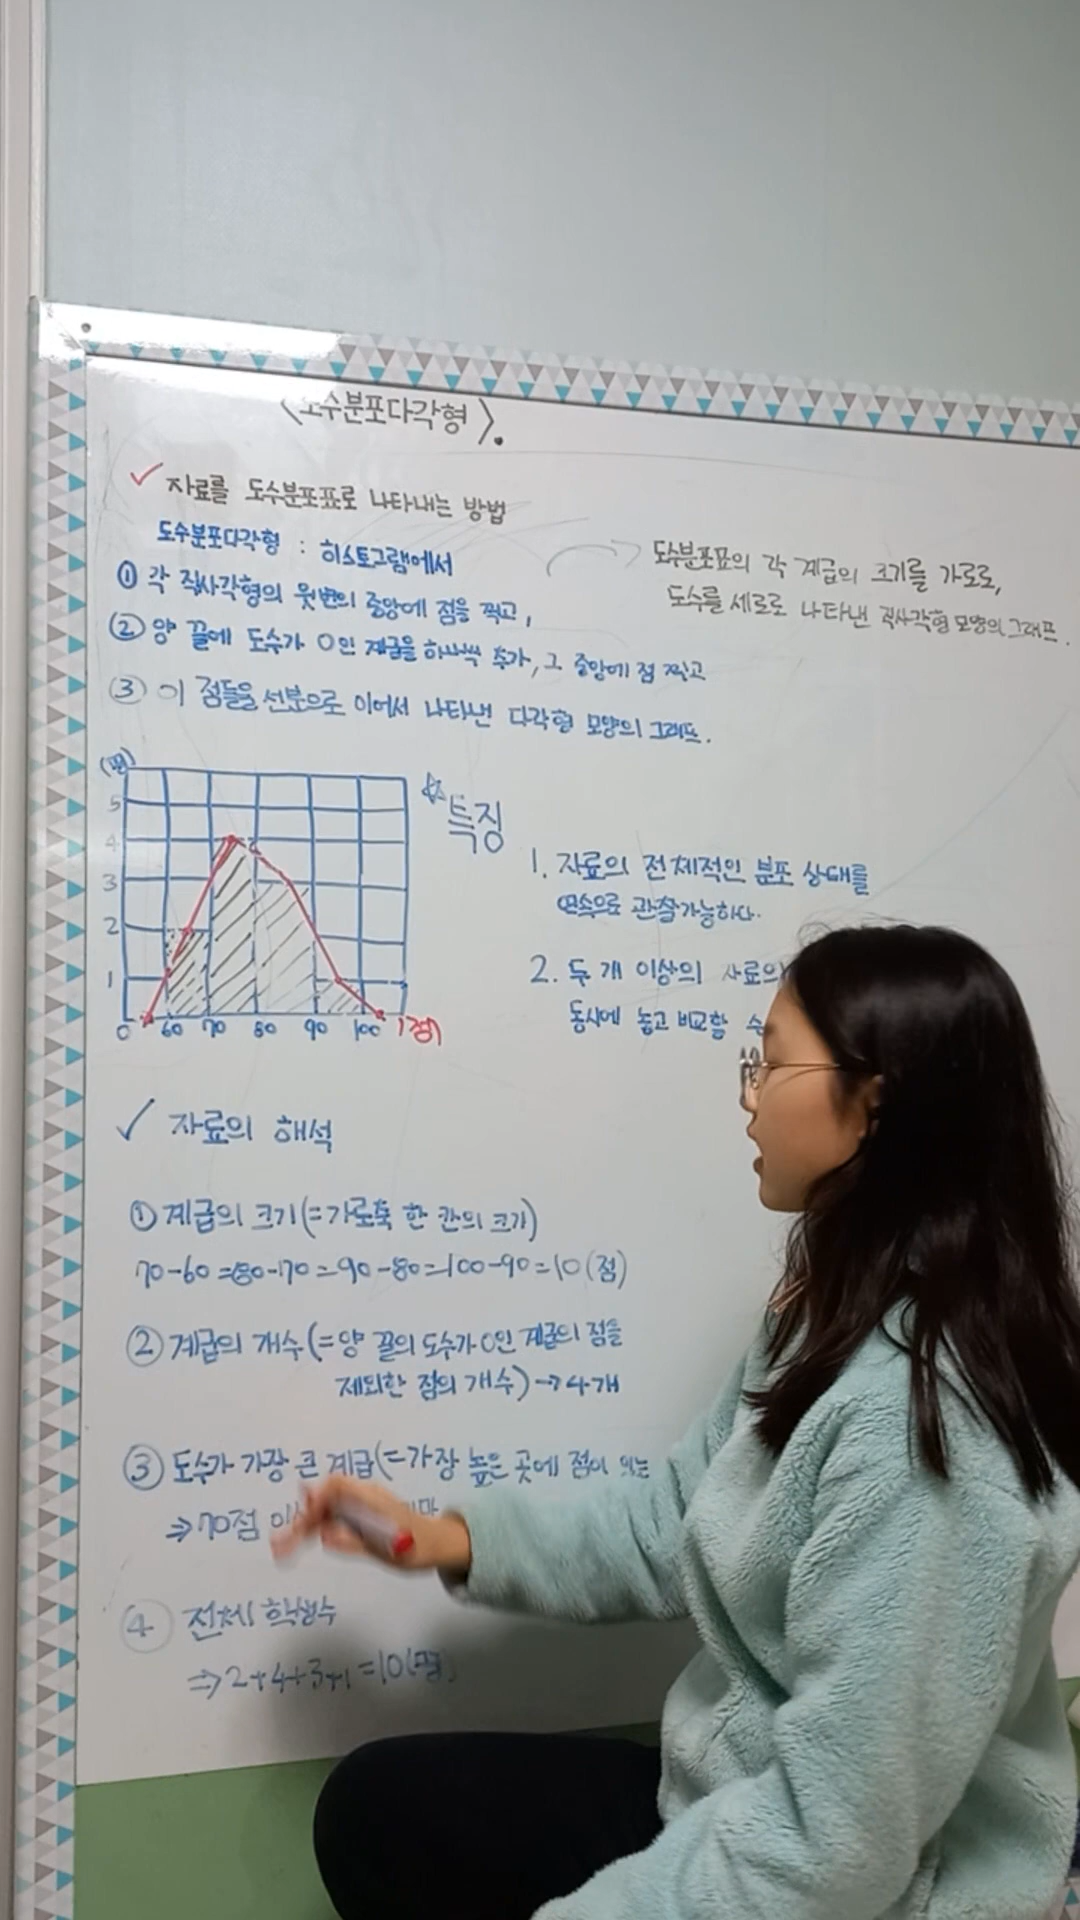 <도수분포다각형>.
✓ 자료를 도수분포표로 나타내는 방법
도수분포다각형 : 히스토그램에서
① 각 직사각형의 윗변의 중앙에 점을 찍고,
② 양 끝에 도수가 0인 계급을 하나씩 추가, 그 중앙에 점 찍고
③ 이 점들을 선분으로 이어서 나타낸 다각형 모양의 그래프.
→ 도수분포표의 각 계급의 크기를 가로로,
도수를 세로로 나타낸 직사각형 모양의 그래프.
(명)
5
4
3
2
1
0 60 70 80 90 100 (점)
☆특징
1. 자료의 전체적인 분포 상태를
연속으로 관찰가능하다.
2. 두 개 이상의 자료의
동시에 놓고 비교할 수
✓ 자료의 해석
① 계급의 크기(=가로축 한 칸의 크기)
70-60=80-70=90-80=100-90=10(점)
② 계급의 개수(=양 끝의 도수가 0인 계급의 점을
제외한 점의 개수)→4개
③ 도수가 가장 큰 계급(=가장 높은 곳에 점이 있는
⇒70점 이상 미만
④ 전체 학생수
⇒2+4+3+1=10(명)